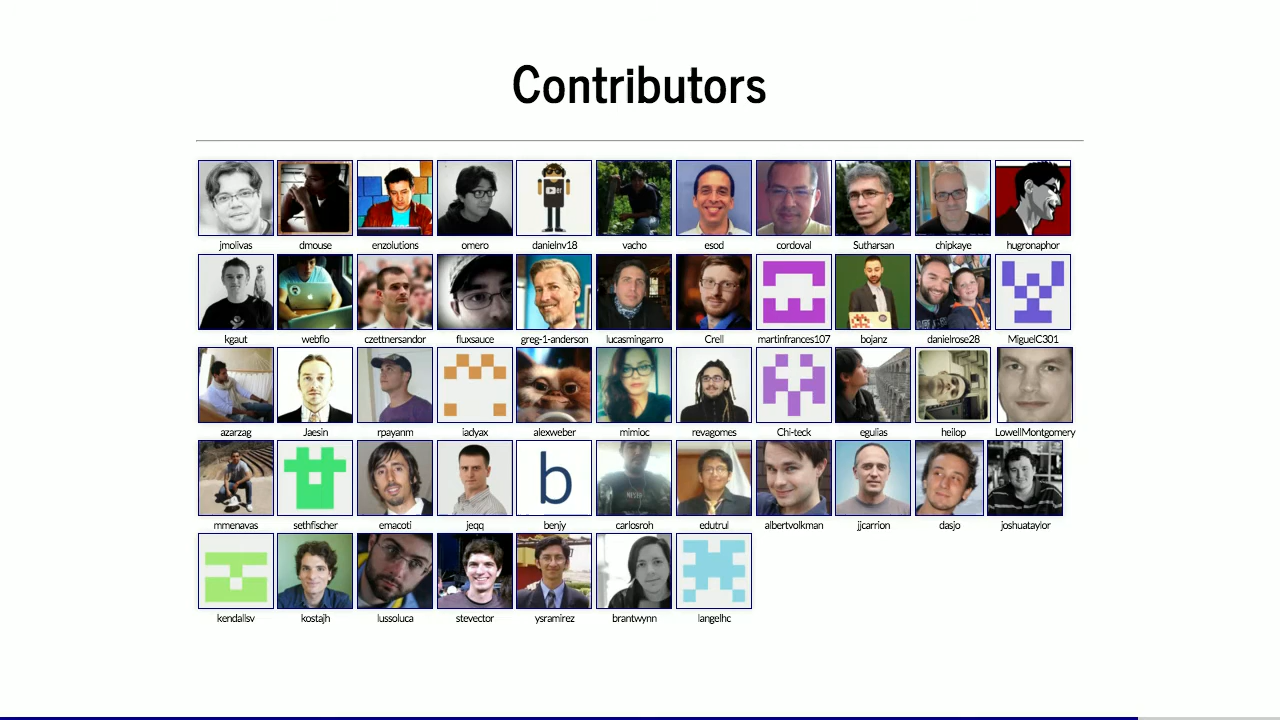 Contributors
jmolivas dmouse enzolutions omero danielnv18 vacho esod cordoval Sutharsan chipkaye hugronaphor
kgaut webflo czettnersandor fluxsauce greg-1-anderson lucasmingarro Crell martinfrances107 bojanz danielrose28 MiguelC301
azarzag Jaesin rpayanm iadyax alexweber mimioc revagomes Chi-teck egulias heilop LowellMontgomery
b
mmenavas sethfischer emacoti jeqq benjy carlosroh edutrul albertvolkman jjcarrion dasjo joshuataylor
kendallsv kostajh lussoluca stevector ysramirez brantwynn langelhc